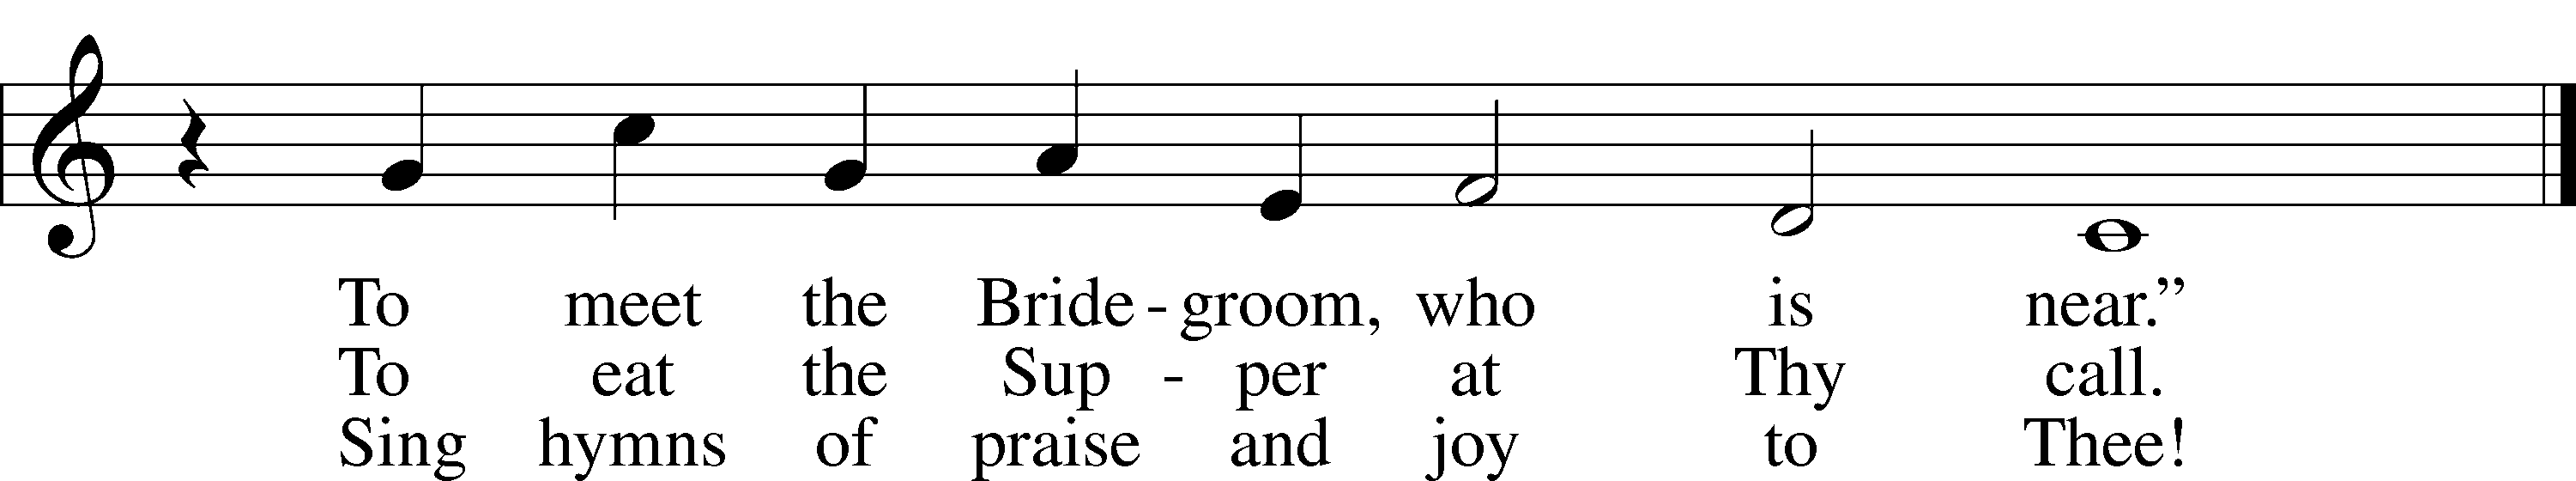 To meet the Bride - groom, who is near.”
To eat the Sup - per at Thy call.
Sing hymns of praise and joy to Thee!